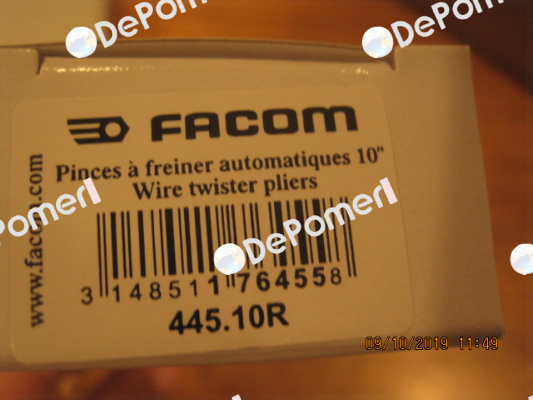 FACOM
Pinces à freiner automatiques 10"
Wire twister pliers
www.facom.com
3 148511 764558
445.10R
09/10/2019 11:49
DePomerl
DePomerl
DePomerl